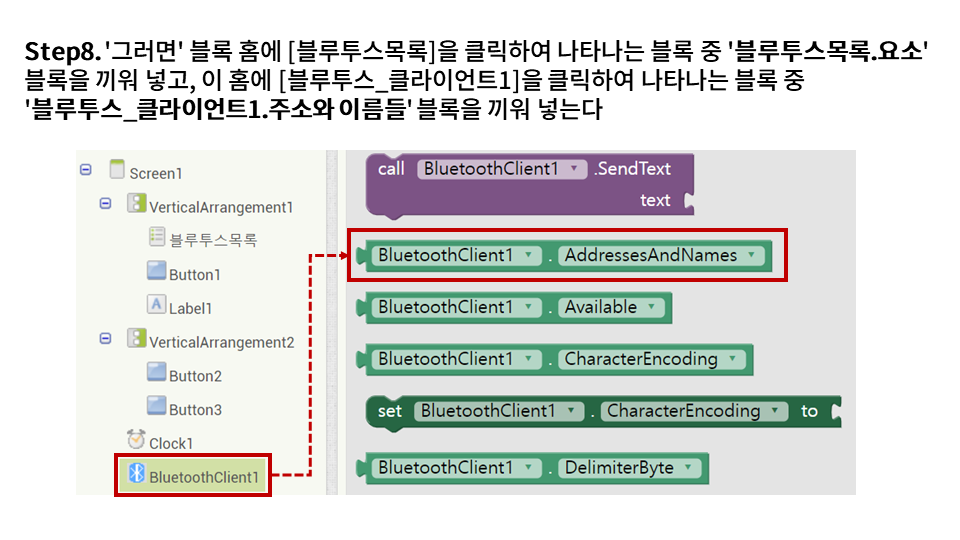 Step8. '그러면' 블록 홈에 [블루투스목록]을 클릭하여 나타나는 블록 중 '블루투스목록.요소'
블록을 끼워 넣고, 이 홈에 [블루투스_클라이언트1]을 클릭하여 나타나는 블록 중
'블루투스_클라이언트1.주소와 이름들' 블록을 끼워 넣는다
Screen1
VerticalArrangement1
블루투스목록
Button1
Label1
VerticalArrangement2
Button2
Button3
Clock1
BluetoothClient1
call BluetoothClient1 .SendText
text
BluetoothClient1 . AddressesAndNames
BluetoothClient1 . Available
BluetoothClient1 . CharacterEncoding
set BluetoothClient1 . CharacterEncoding to
BluetoothClient1 . DelimiterByte